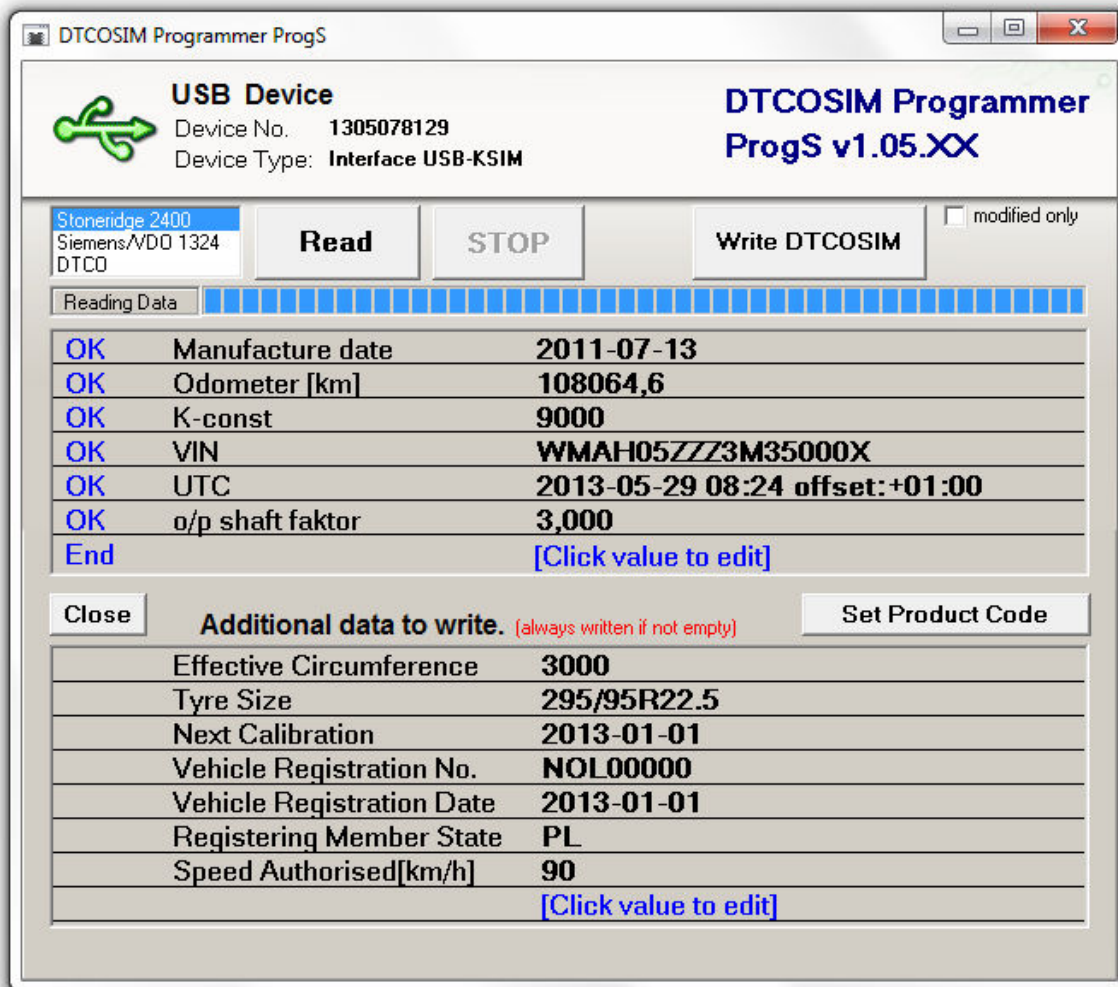 DTCOSIM Programmer ProgS
USB Device
Device No. 1305078129
Device Type: Interface USB-KSIM
DTCOSIM Programmer
ProgS v1.05.XX
Stoneridge 2400
Siemens/VDO 1324
DTCO
Read
STOP
Write DTCOSIM
modified only
Reading Data
OK Manufacture date 2011-07-13
OK Odometer [km] 108064,6
OK K-const 9000
OK VIN WMAH05ZZZ3M35000X
OK UTC 2013-05-29 08:24 offset:+01:00
OK o/p shaft faktor 3,000
End [Click value to edit]
Close
Additional data to write. (always written if not empty)
Set Product Code
Effective Circumference 3000
Tyre Size 295/95R22.5
Next Calibration 2013-01-01
Vehicle Registration No. NOL00000
Vehicle Registration Date 2013-01-01
Registering Member State PL
Speed Authorised[km/h] 90
[Click value to edit]